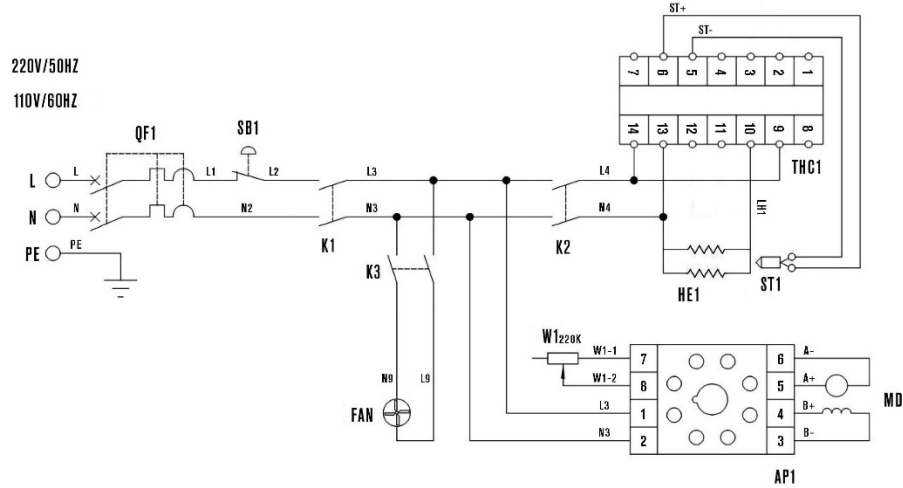 ST+
ST-
220V/50HZ
110V/60HZ
7 6 5 4 3 2 1
14 13 12 11 10 9 8
THC1
QF1
SB1
L L L1 L2 L3 L4
N N N2 N3 N4
PE PE
K1
K2
K3
LH1
HE1
ST1
N9 L9
FAN
W1 220K
W1-1 7 6 A-
W1-2 8 5 A+
L3 1 4 B+
N3 2 3 B-
MD
AP1